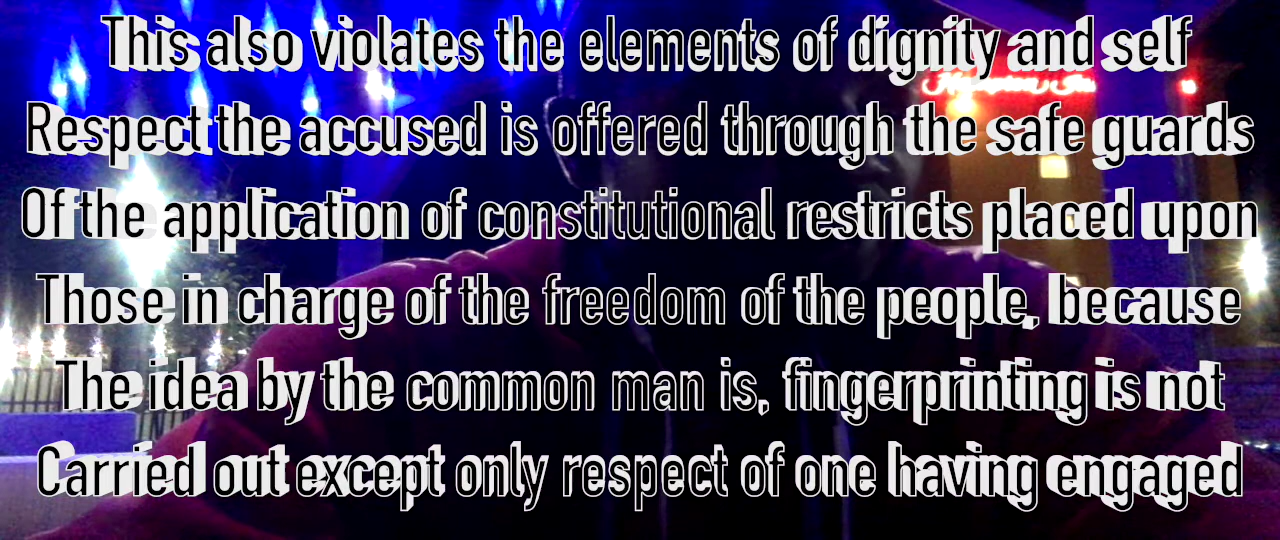 This also violates the elements of dignity and self
Respect the accused is offered through the safe guards
Of the application of constitutional restricts placed upon
Those in charge of the freedom of the people, because
The idea by the common man is, fingerprinting is not
Carried out except only respect of one having engaged